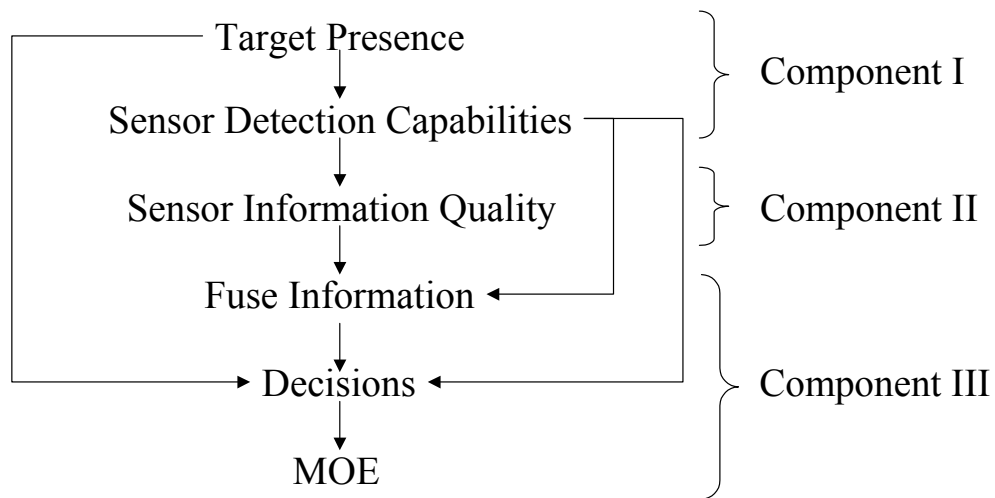 Target Presence
Component I
Sensor Detection Capabilities
Sensor Information Quality
Component II
Fuse Information
Decisions
Component III
MOE